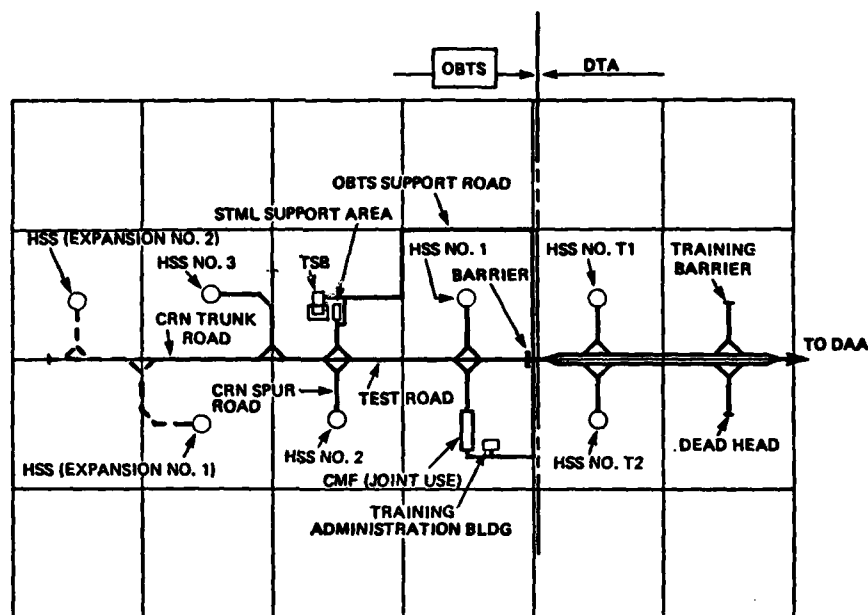 OBTS
DTA
OBTS SUPPORT ROAD
STML SUPPORT AREA
HSS (EXPANSION NO. 2)
HSS NO. 3
TSB
HSS NO. 1
BARRIER
HSS NO. T1
TRAINING
BARRIER
CRN TRUNK
ROAD
TO DAA
CRN SPUR
ROAD
TEST ROAD
HSS (EXPANSION NO. 1)
HSS NO. 2
CMF (JOINT USE)
TRAINING
ADMINISTRATION BLDG
HSS NO. T2
DEAD HEAD